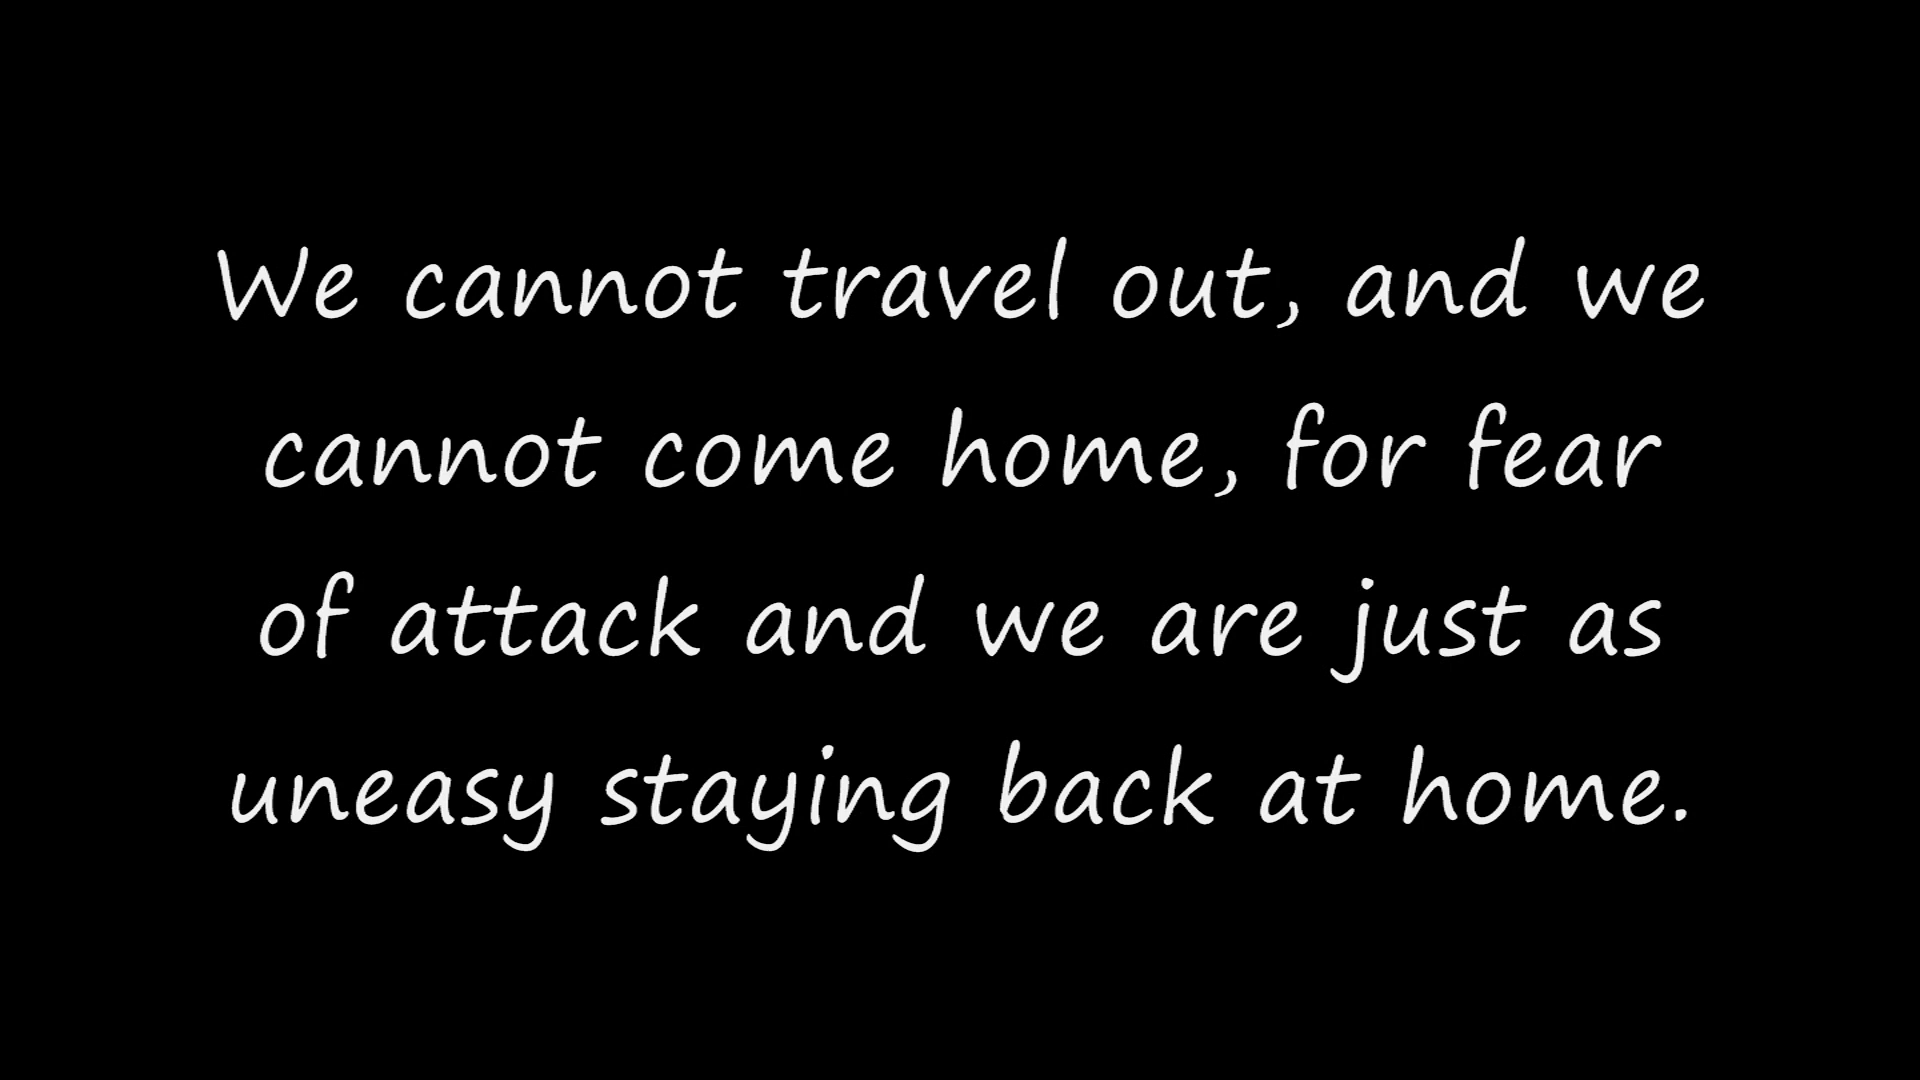 We cannot travel out, and we
cannot come home, for fear
of attack and we are just as
uneasy staying back at home.